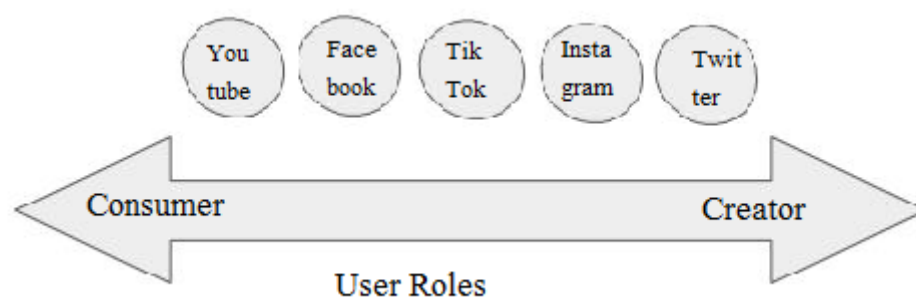 You
tube
Face
book
Tik
Tok
Insta
gram
Twit
ter
Consumer
Creator
User Roles